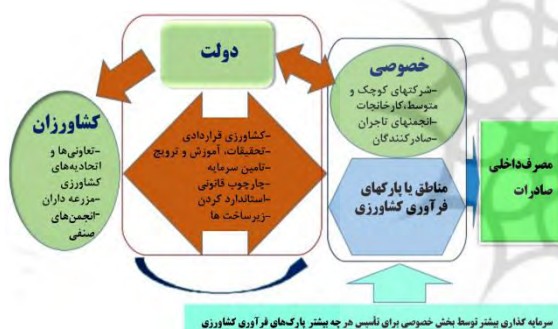 دولت
خصوصی
-شرکتهای کوچک و
متوسط،کارخانجات
-انجمنهای تاجران
-صادرکنندگان
کشاورزان
-تعاونی‌ها و
اتحادیه‌های
کشاورزی
-مزرعه داران
-انجمن‌های
صنفی
-کشاورزی قراردادی
-تحقیقات، آموزش و ترویج
-تامین سرمایه
-چارچوب قانونی
-استاندارد کردن
-زیرساخت ها
مناطق یا پارکهای
فرآوری کشاورزی
مصرف‌داخلی
صادرات
سرمایه گذاری بیشتر توسط بخش خصوصی برای تأسیس هر چه بیشتر پارک‌های فرآوری کشاورزی